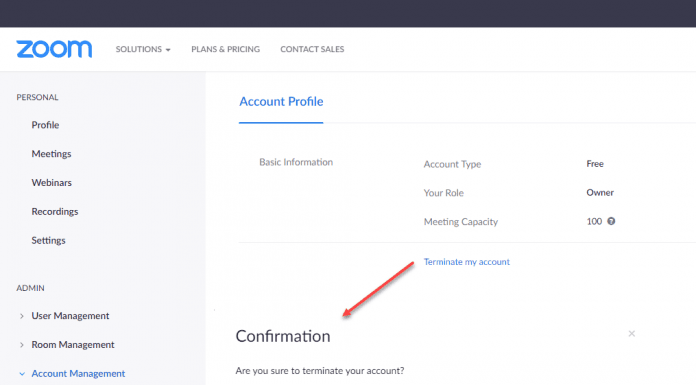 zoom SOLUTIONS PLANS & PRICING CONTACT SALES
PERSONAL
Profile
Meetings
Webinars
Recordings
Settings
ADMIN
User Management
Room Management
Account Management
Account Profile
Basic Information
Account Type Free
Your Role Owner
Meeting Capacity 100
Terminate my account
Confirmation
Are you sure to terminate your account?